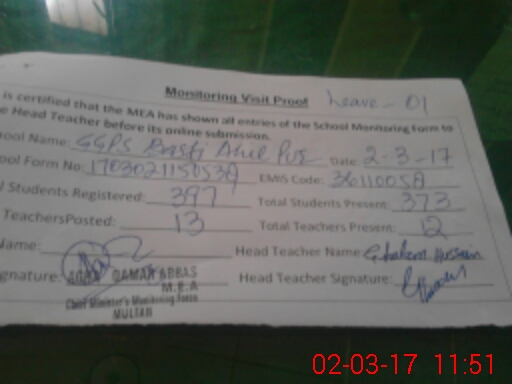 Monitoring Visit Proof Leave - 01
is certified that the MEA has shown all entries of the School Monitoring Form to
Head Teacher before its online submission.
ool Name: GGPS Basti Date: 2-3-17
ool Form No: EMIS Code: 36110058
l Students Registered: 397 Total Students Present: 373
TeachersPosted: 13 Total Teachers Present: 12
Name: Head Teacher Name: Hussain
gnature: QAMAR ABBAS Head Teacher Signature:
M.E.A
Chief Minister's Monitoring Force
MULTAN
02-03-17 11:51